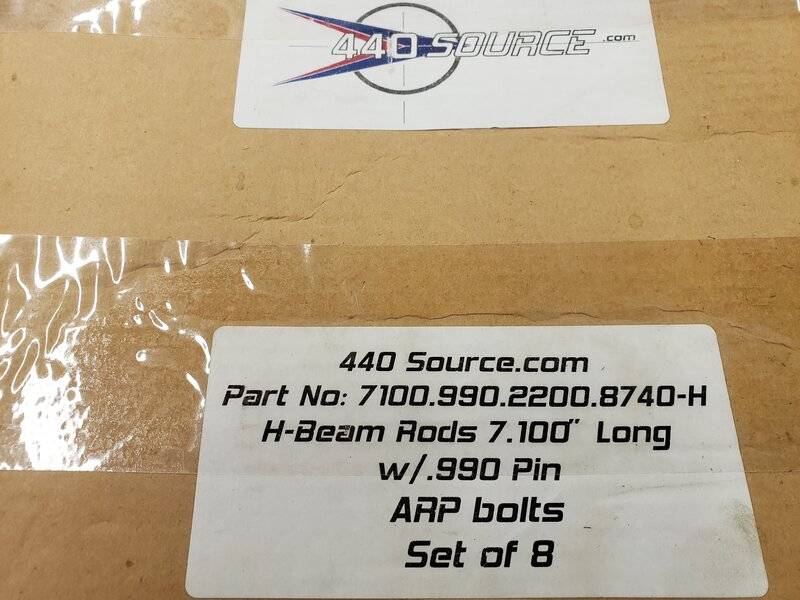 440 SOURCE.com
440 Source.com
Part No: 7100.990.2200.8740-H
H-Beam Rods 7.100" Long
w/.990 Pin
ARP bolts
Set of 8